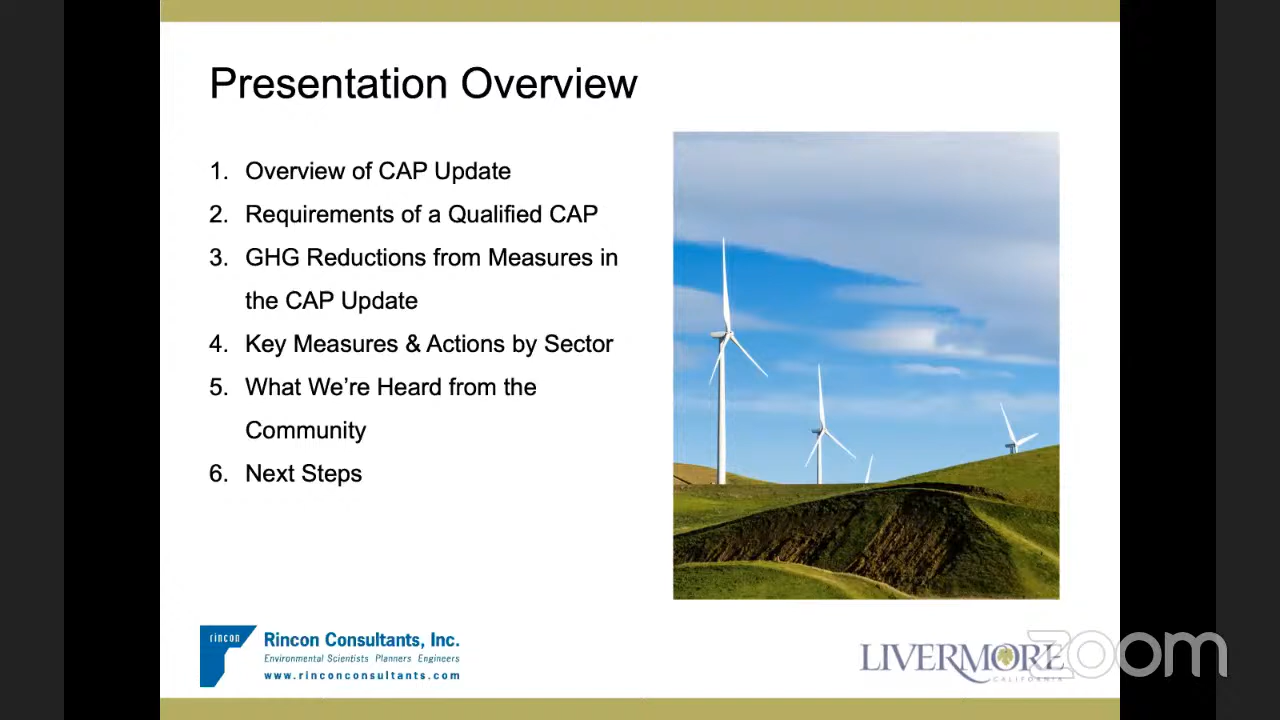 Presentation Overview
1. Overview of CAP Update
2. Requirements of a Qualified CAP
3. GHG Reductions from Measures in
the CAP Update
4. Key Measures & Actions by Sector
5. What We’re Heard from the
Community
6. Next Steps
rincon
Rincon Consultants, Inc.
Environmental Scientists Planners Engineers
www.rinconconsultants.com
LIVERMORE
CALIFORNIA
zoom